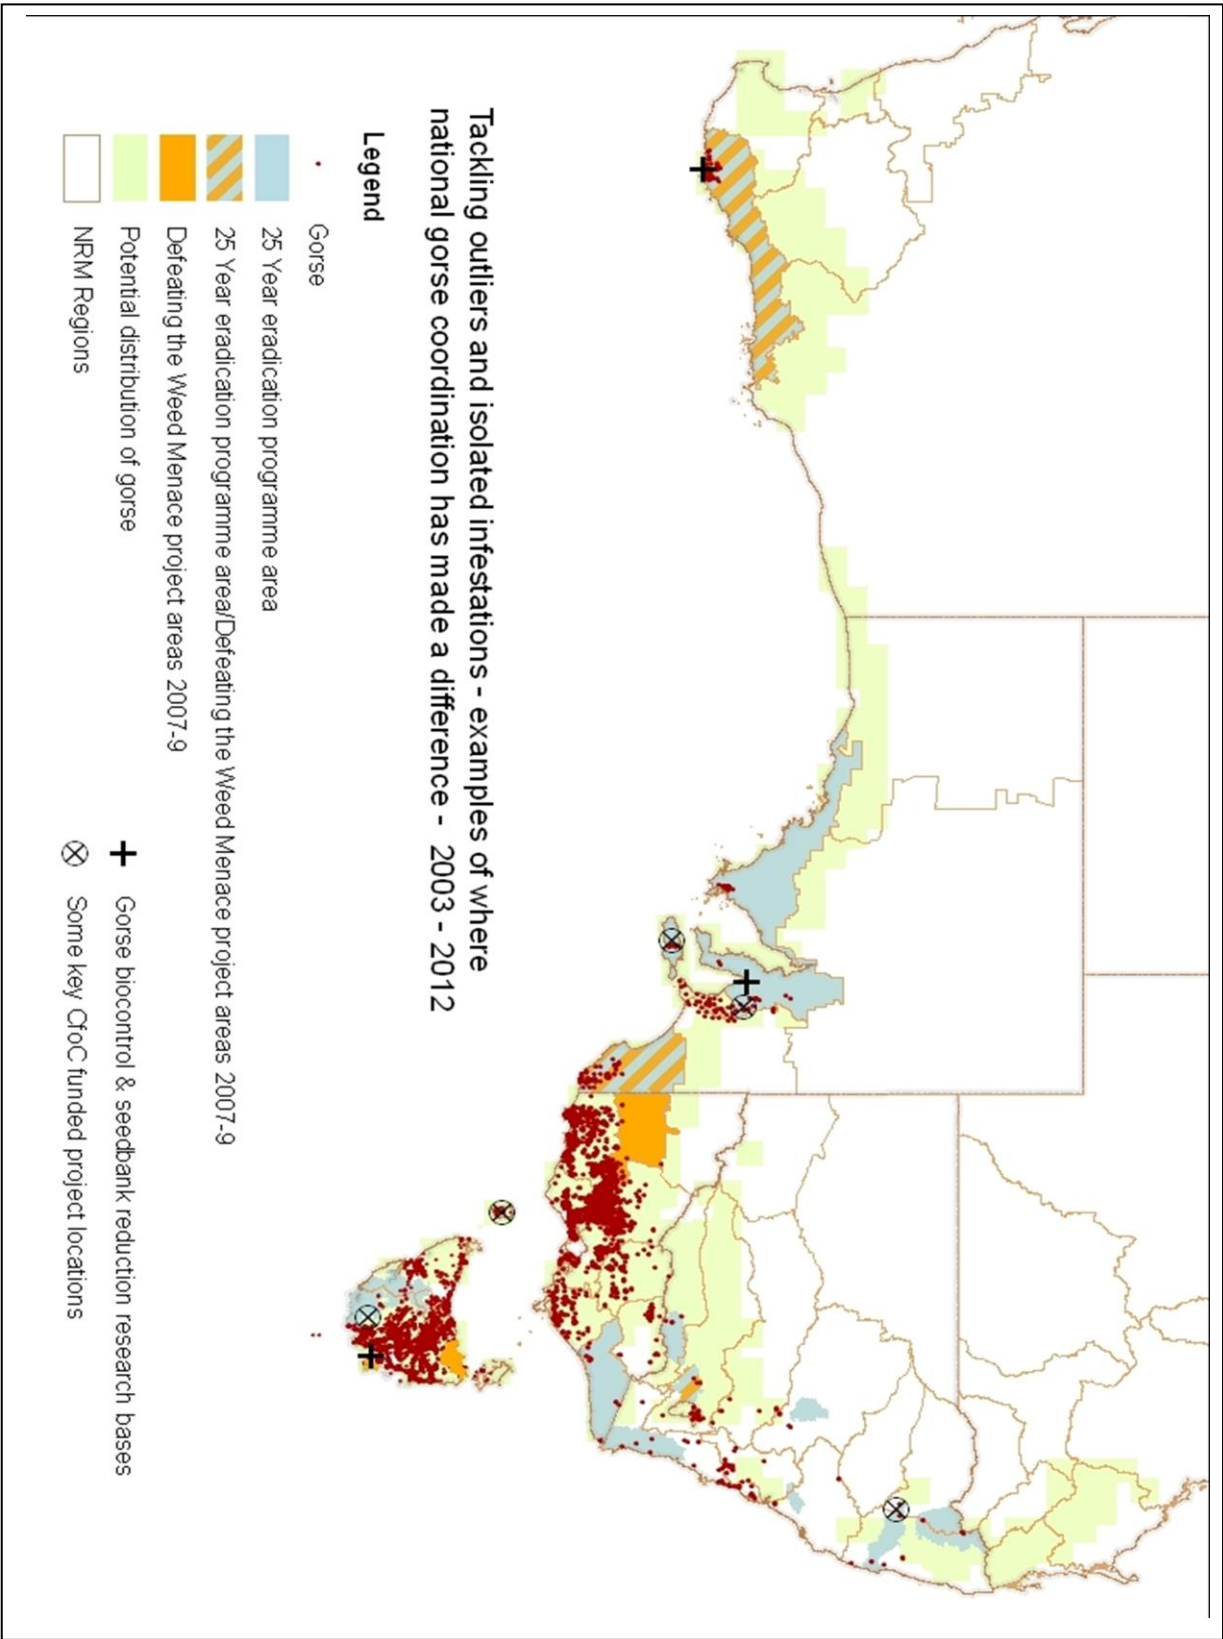 Tackling outliers and isolated infestations - examples of where
national gorse coordination has made a difference - 2003 - 2012
Legend
Gorse
25 Year eradication programme area
25 Year eradication programme area/Defeating the Weed Menace project areas 2007-9
Defeating the Weed Menace project areas 2007-9
Potential distribution of gorse
NRM Regions
Gorse biocontrol & seedbank reduction research bases
Some key CfoC funded project locations